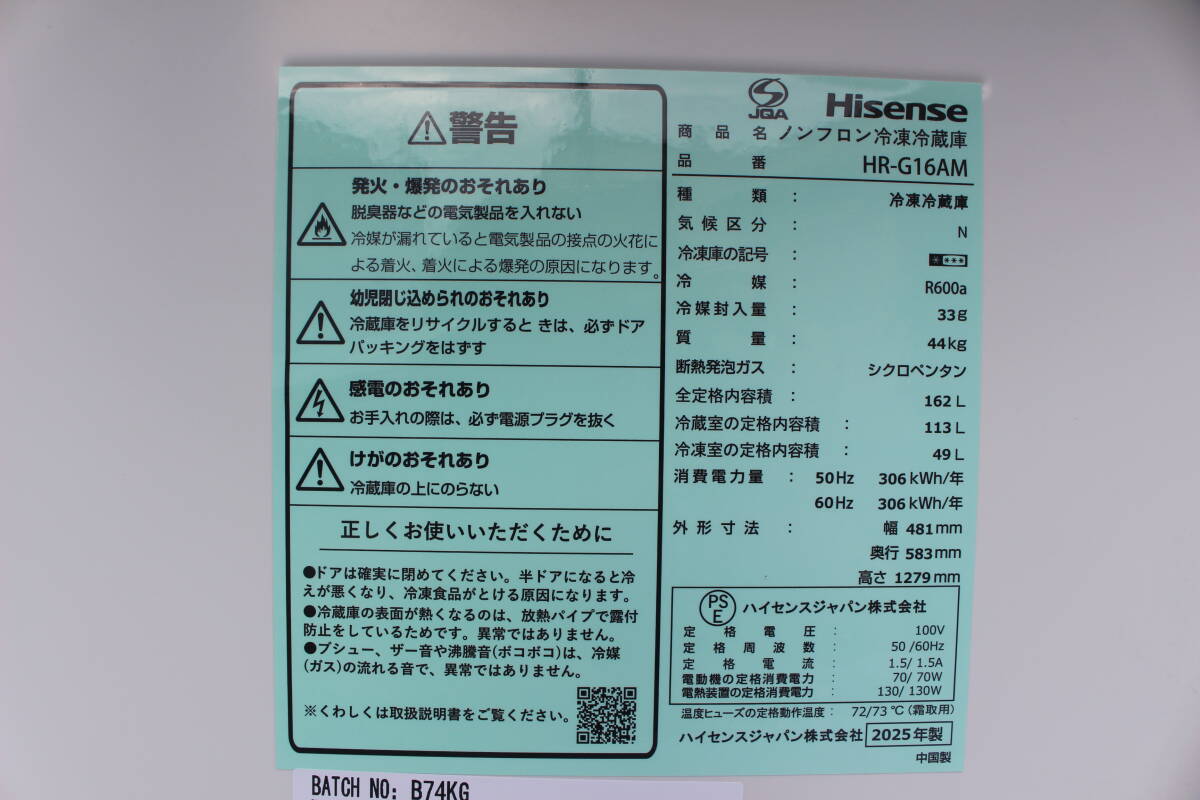 警告
発火・爆発のおそれあり
脱臭器などの電気製品を入れない
冷媒が漏れていると電気製品の接点の火花に
よる着火、着火による爆発の原因になります。
幼児閉じ込められのおそれあり
冷蔵庫をリサイクルすると きは、必ずドア
パッキングをはずす
感電のおそれあり
お手入れの際は、必ず電源プラグを抜く
けがのおそれあり
冷蔵庫の上にのらない
正しくお使いいただくために
●ドアは確実に閉めてください。半ドアになると冷
えが悪くなり、冷凍食品がとける原因になります。
●冷蔵庫の表面が熱くなるのは、放熱パイプで露付
防止をしているためです。異常ではありません。
●プシュー、ザー音や沸騰音(ボコボコ)は、冷媒
(ガス)の流れる音で、異常ではありません。
※くわしくは取扱説明書をご覧ください。
JQA Hisense
商品名 ノンフロン冷凍冷蔵庫
品番 HR-G16AM
種類 : 冷凍冷蔵庫
気候区分 : N
冷凍庫の記号 : * ***
冷媒 : R600a
冷媒封入量 : 33g
質量 : 44kg
断熱発泡ガス : シクロペンタン
全定格内容積 : 162 L
冷蔵室の定格内容積 : 113 L
冷凍室の定格内容積 : 49 L
消費電力量 : 50Hz 306kWh/年
60Hz 306kWh/年
外形寸法 : 幅 481mm
奥行 583mm
高さ 1279mm
PSE ハイセンスジャパン株式会社
定格電圧 : 100V
定格周波数 : 50/60Hz
定格電流 : 1.5/ 1.5A
電動機の定格消費電力 : 70/ 70W
電熱装置の定格消費電力 : 130/ 130W
温度ヒューズの定格動作温度 : 72/73℃(霜取用)
ハイセンスジャパン株式会社 2025年製
中国製
BATCH NO: B74KG